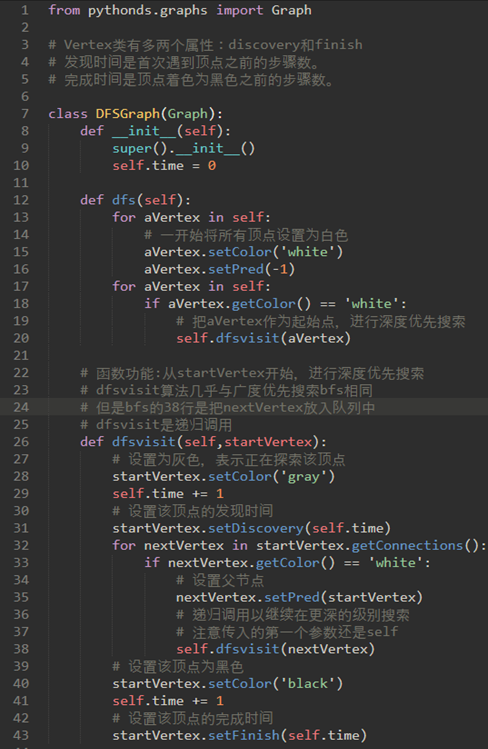 1 from pythonds.graphs import Graph
2
3 # Vertex类有多两个属性：discovery和finish
4 # 发现时间是首次遇到顶点之前的步骤数。
5 # 完成时间是顶点着色为黑色之前的步骤数。
6
7 class DFSGraph(Graph):
8     def __init__(self):
9         super().__init__()
10         self.time = 0
11
12     def dfs(self):
13         for aVertex in self:
14             # 一开始将所有顶点设置为白色
15             aVertex.setColor('white')
16             aVertex.setPred(-1)
17         for aVertex in self:
18             if aVertex.getColor() == 'white':
19                 # 把aVertex作为起始点，进行深度优先搜索
20                 self.dfsvisit(aVertex)
21
22     # 函数功能:从startVertex开始，进行深度优先搜索
23     # dfsvisit算法几乎与广度优先搜索bfs相同
24     # 但是bfs的38行是把nextVertex放入队列中
25     # dfsvisit是递归调用
26     def dfsvisit(self,startVertex):
27         # 设置为灰色，表示正在探索该顶点
28         startVertex.setColor('gray')
29         self.time += 1
30         # 设置该顶点的发现时间
31         startVertex.setDiscovery(self.time)
32         for nextVertex in startVertex.getConnections():
33             if nextVertex.getColor() == 'white':
34                 # 设置父节点
35                 nextVertex.setPred(startVertex)
36                 # 递归调用以继续在更深的级别搜索
37                 # 注意传入的第一个参数还是self
38                 self.dfsvisit(nextVertex)
39         # 设置该顶点为黑色
40         startVertex.setColor('black')
41         self.time += 1
42         # 设置该顶点的完成时间
43         startVertex.setFinish(self.time)